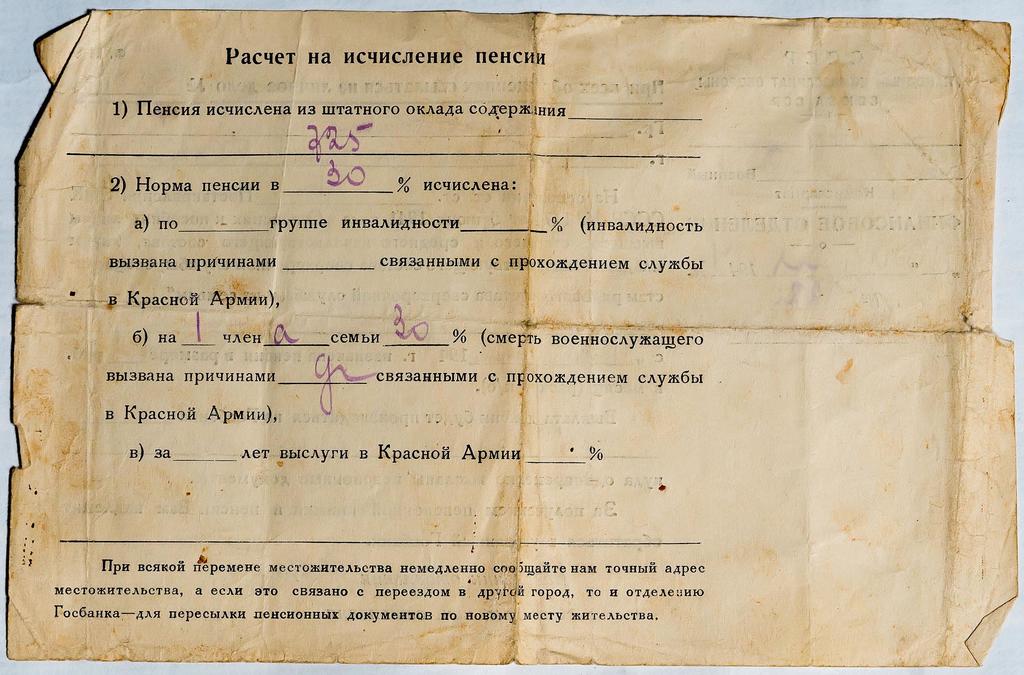 Расчет на исчисление пенсии
1) Пенсия исчислена из штатного оклада содержания
725
2) Норма пенсии в 30 % исчислена:
а) по группе инвалидности % (инвалидность
вызвана причинами связанными с прохождением службы
в Красной Армии),
б) на 1 член а семьи 30 % (смерть военнослужащего
вызвана причинами связанными с прохождением службы
в Красной Армии),
в) за лет выслуги в Красной Армии %
При всякой перемене местожительства немедленно сообщайте нам точный адрес
местожительства, а если это связано с переездом в другой город, то и отделению
Госбанка—для пересылки пенсионных документов по новому месту жительства.